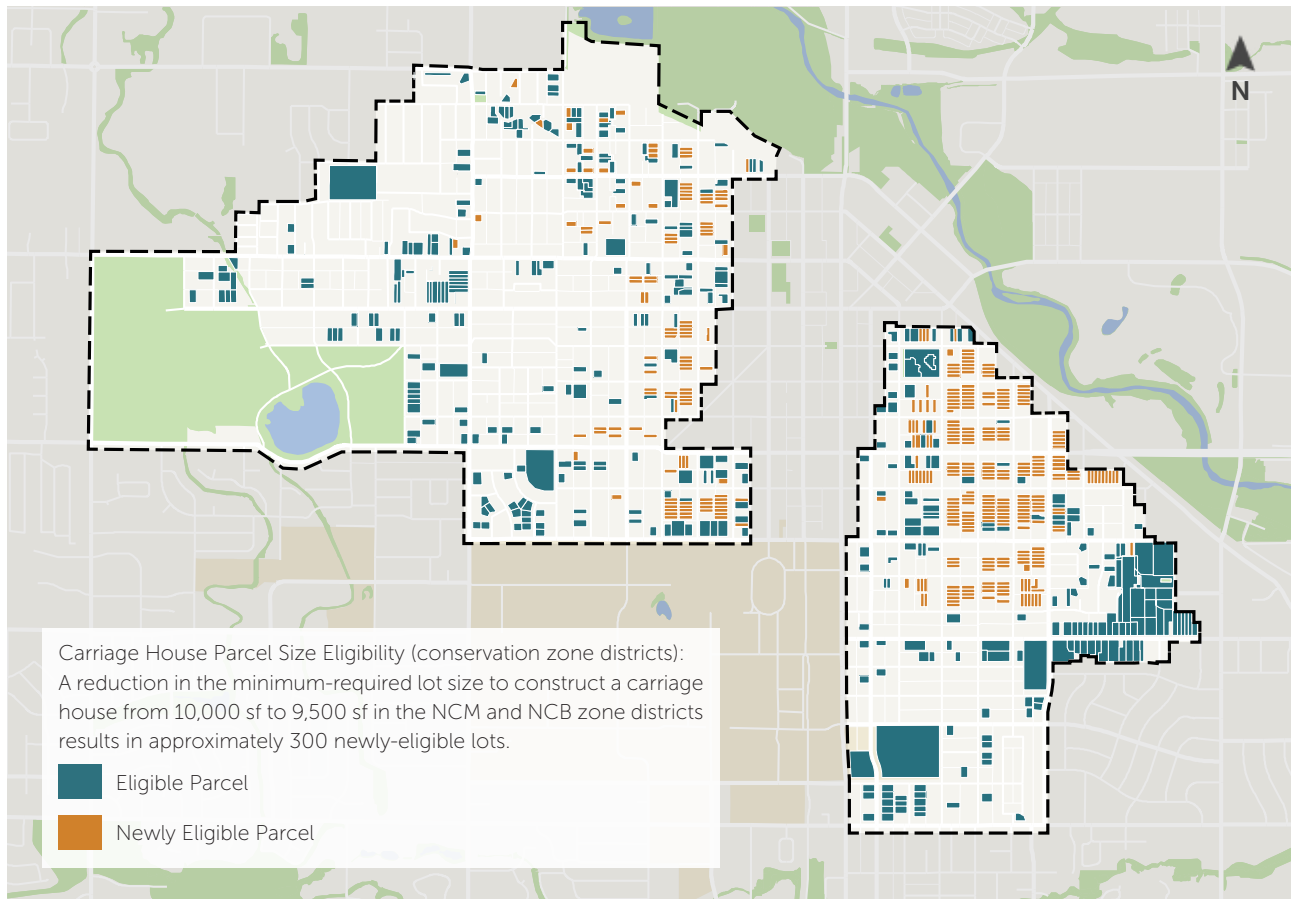 N
Carriage House Parcel Size Eligibility (conservation zone districts):
A reduction in the minimum-required lot size to construct a carriage
house from 10,000 sf to 9,500 sf in the NCM and NCB zone districts
results in approximately 300 newly-eligible lots.
Eligible Parcel
Newly Eligible Parcel